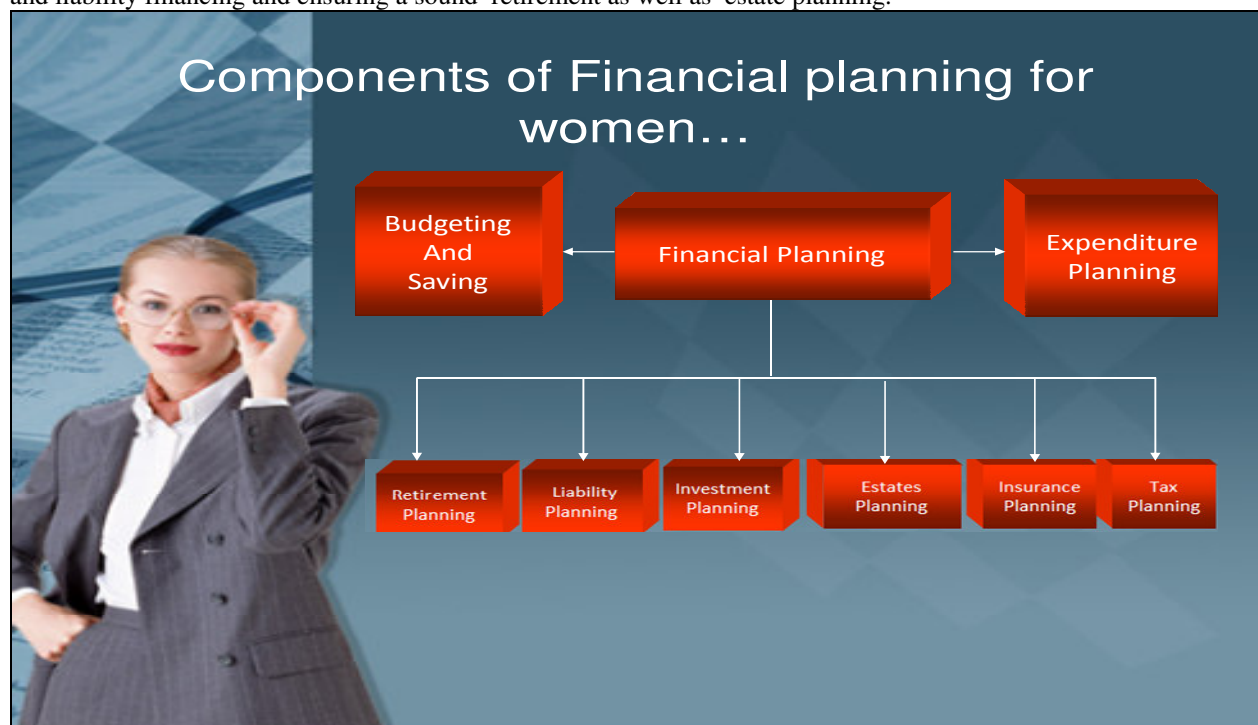 and liability financing and ensuring a sound retirement as well as estate planning.
Components of Financial planning for
women...
Budgeting
And
Saving
Financial Planning
Expenditure
Planning
Retirement
Planning
Liability
Planning
Investment
Planning
Estates
Planning
Insurance
Planning
Tax
Planning